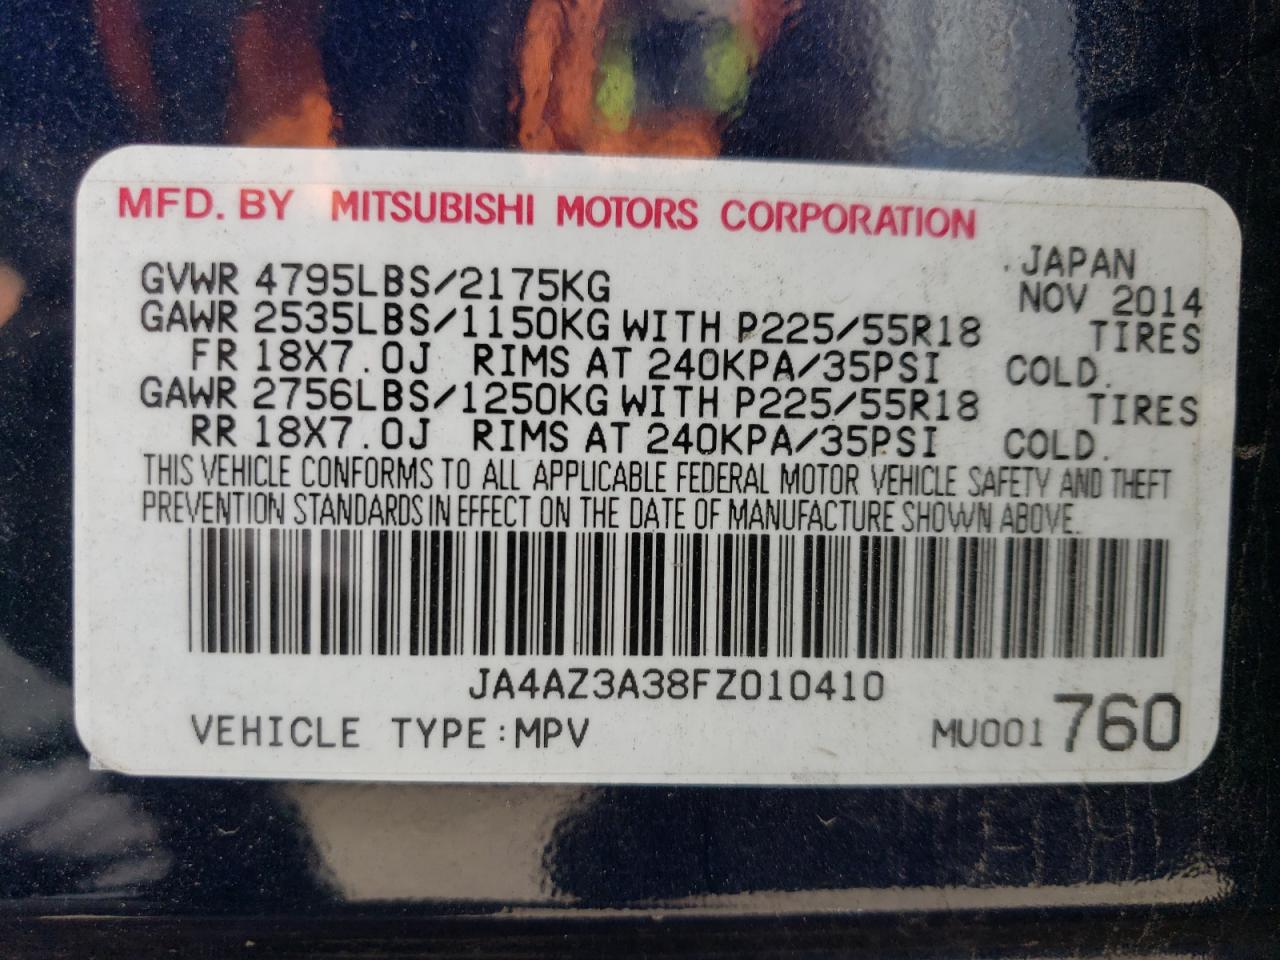 MFD. BY MITSUBISHI MOTORS CORPORATION
GVWR 4795LBS/2175KG JAPAN
NOV 2014
GAWR 2535LBS/1150KG WITH P225/55R18 TIRES
FR 18X7.0J RIMS AT 240KPA/35PSI COLD.
GAWR 2756LBS/1250KG WITH P225/55R18 TIRES
RR 18X7.0J RIMS AT 240KPA/35PSI COLD.
THIS VEHICLE CONFORMS TO ALL APPLICABLE FEDERAL MOTOR VEHICLE SAFETY AND THEFT
PREVENTION STANDARDS IN EFFECT ON THE DATE OF MANUFACTURE SHOWN ABOVE.
JA4AZ3A38FZ010410
VEHICLE TYPE:MPV MU001 760